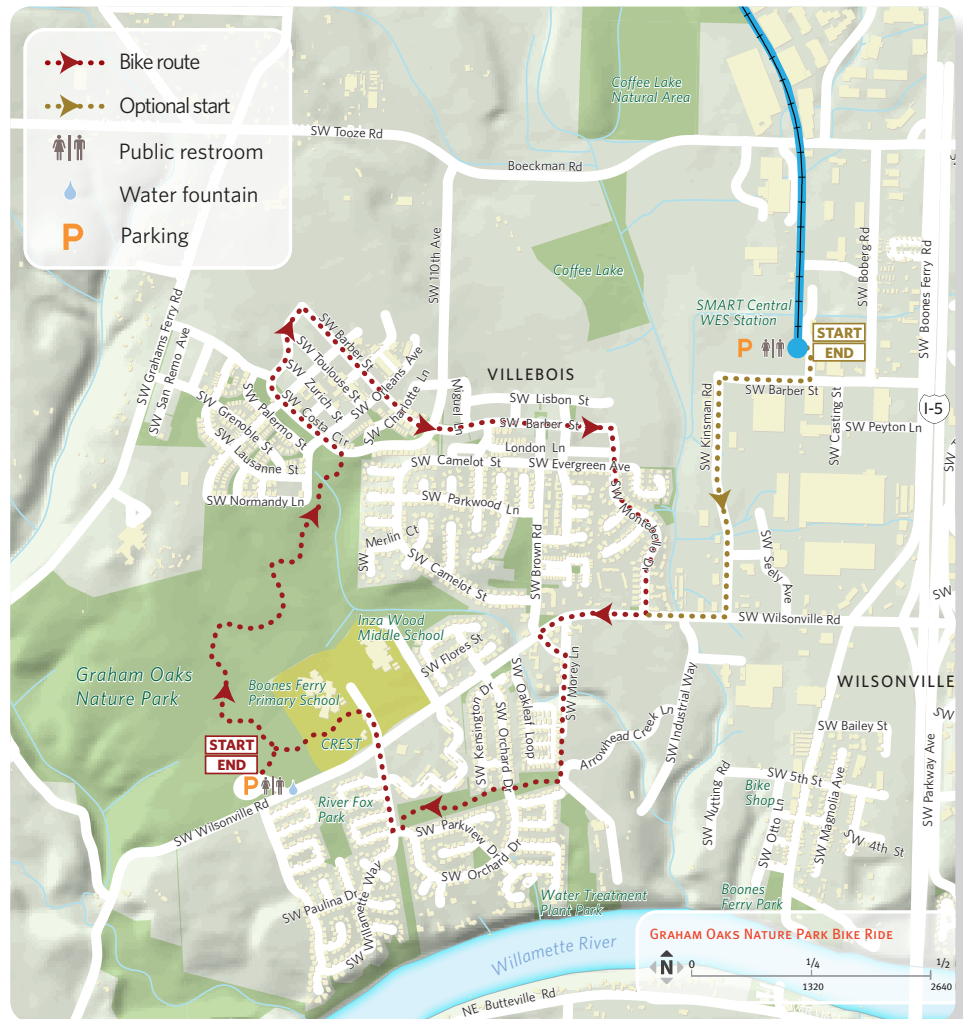 Bike route
Optional start
Public restroom
Water fountain
P
Parking
Coffee Lake
Natural Area
SW Tooze Rd
Boeckman Rd
SW 110th Ave
Coffee Lake
SW Boberg Rd
SW Boones Ferry Rd
SW Grahams Ferry Rd
SW San Remo Ave
SMART Central
WES Station
P
START
END
SW Barber St
SW Toulouse St
SW Zurich St
SW Costa Cir
SW Orleans Ave
SW Charlotte Ln
Miguel Ln
VILLEBOIS
SW Lisbon St
SW Barber St
London Ln
SW Evergreen Ave
SW Camelot St
SW Kinsman Rd
SW Barber St
SW Casting St
SW Peyton Ln
I-5
SW Palermo St
SW Grenoble St
SW Lausanne St
SW Normandy Ln
SW Parkwood Ln
SW Montebello Dr
SW Brown Rd
Merlin Ct
SW
SW Camelot St
SW Seely Ave
SW
SW Wilsonville Rd
Inza Wood
Middle School
SW Flores St
Graham Oaks
Nature Park
Boones Ferry
Primary School
CREST
START
END
P
SW Kensington Dr
SW Orchard Dr
SW Oakleaf Loop
SW Morey Ln
Arrowhead Creek Ln
SW Industrial Way
WILSONVILLE
SW
SW Bailey St
SW Parkway Ave
SW Nutting Rd
Bike
Shop
SW 5th St
SW Otto Ln
SW Magnolia Ave
SW 4th St
SW Wilsonville Rd
River Fox
Park
SW Parkview Dr
SW Orchard Dr
SW Paulina Dr
SW Willamette Way
Water Treatment
Plant Park
Boones
Ferry Park
Willamette River
NE Butteville Rd
GRAHAM OAKS NATURE PARK BIKE RIDE
N
0 1/4 1/2
1320 2640